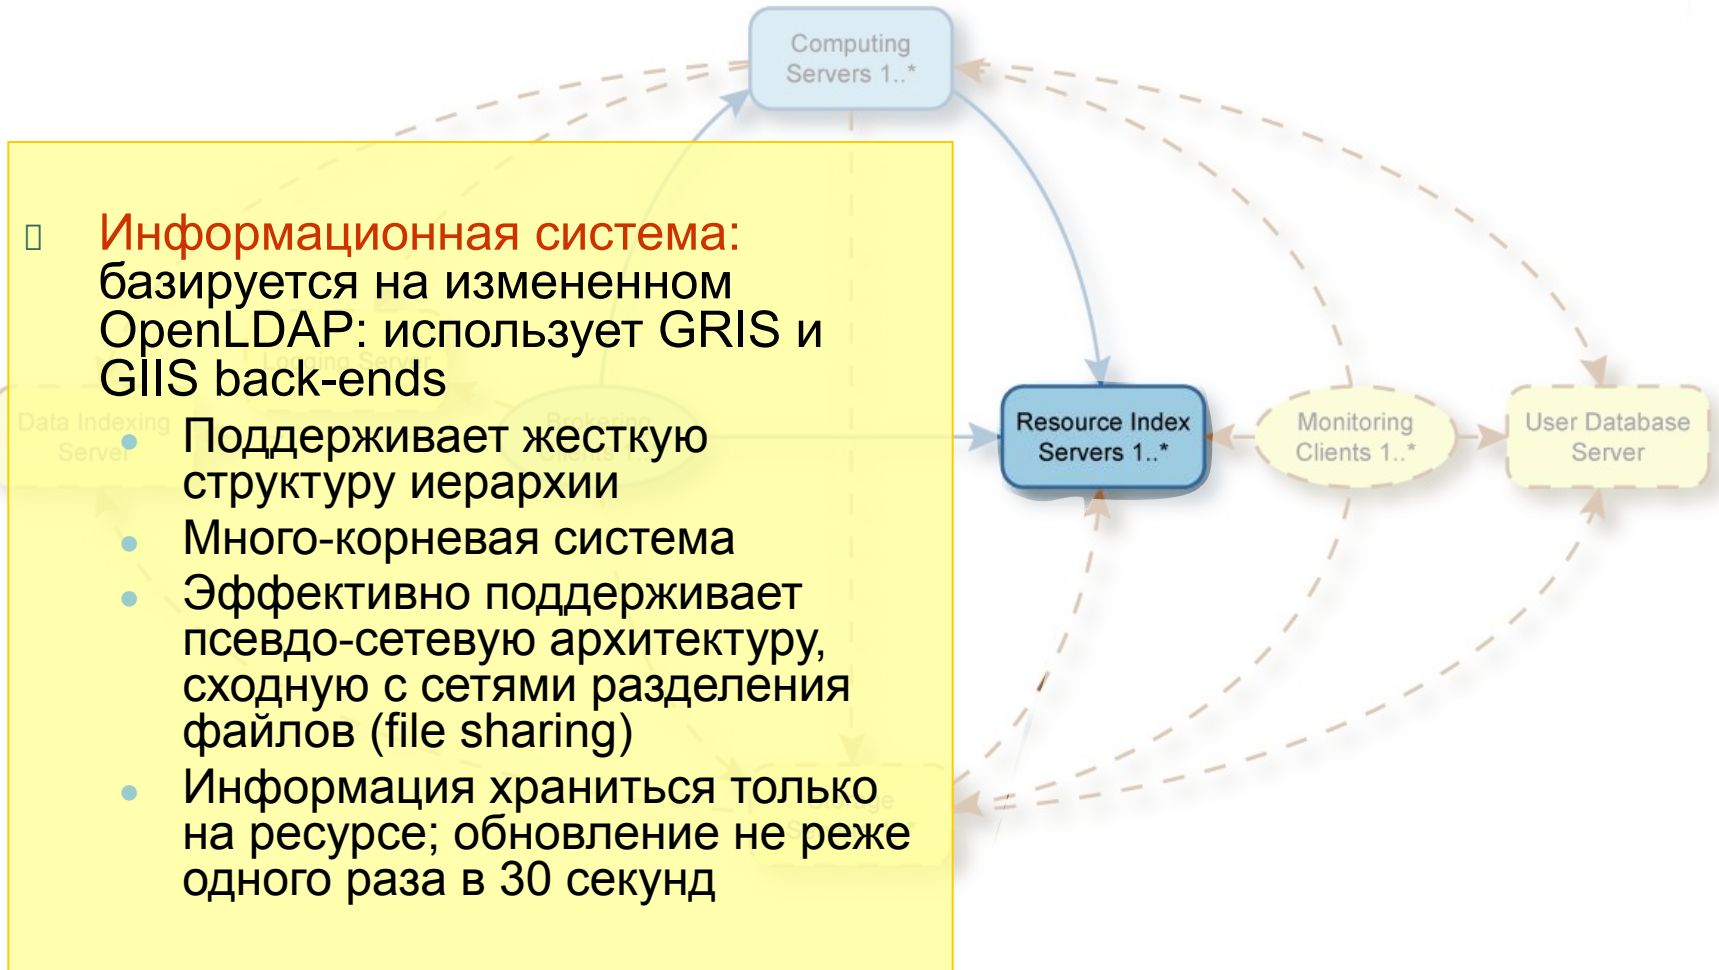 Computing
Servers 1..*
Информационная система:
базируется на измененном
OpenLDAP: использует GRIS и
GIIS back-ends
Поддерживает жесткую
структуру иерархии
Много-корневая система
Эффективно поддерживает
псевдо-сетевую архитектуру,
сходную с сетями разделения
файлов (file sharing)
Информация храниться только
на ресурсе; обновление не реже
одного раза в 30 секунд
Logging Server
Data Indexing
Server
Brokering
Resource Index
Servers 1..*
Monitoring
Clients 1..*
User Database
Server